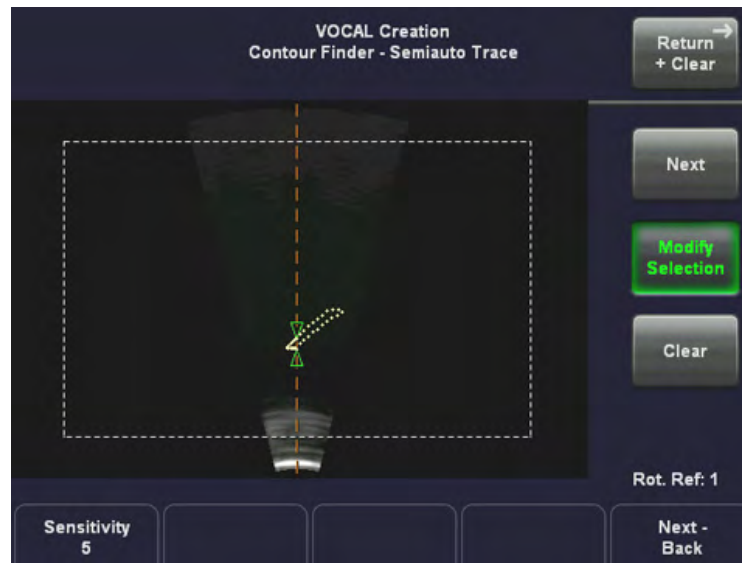 VOCAL Creation
Contour Finder - Semiauto Trace
Return
+ Clear
Next
Modify
Selection
Clear
Rot. Ref: 1
Sensitivity
5
Next -
Back